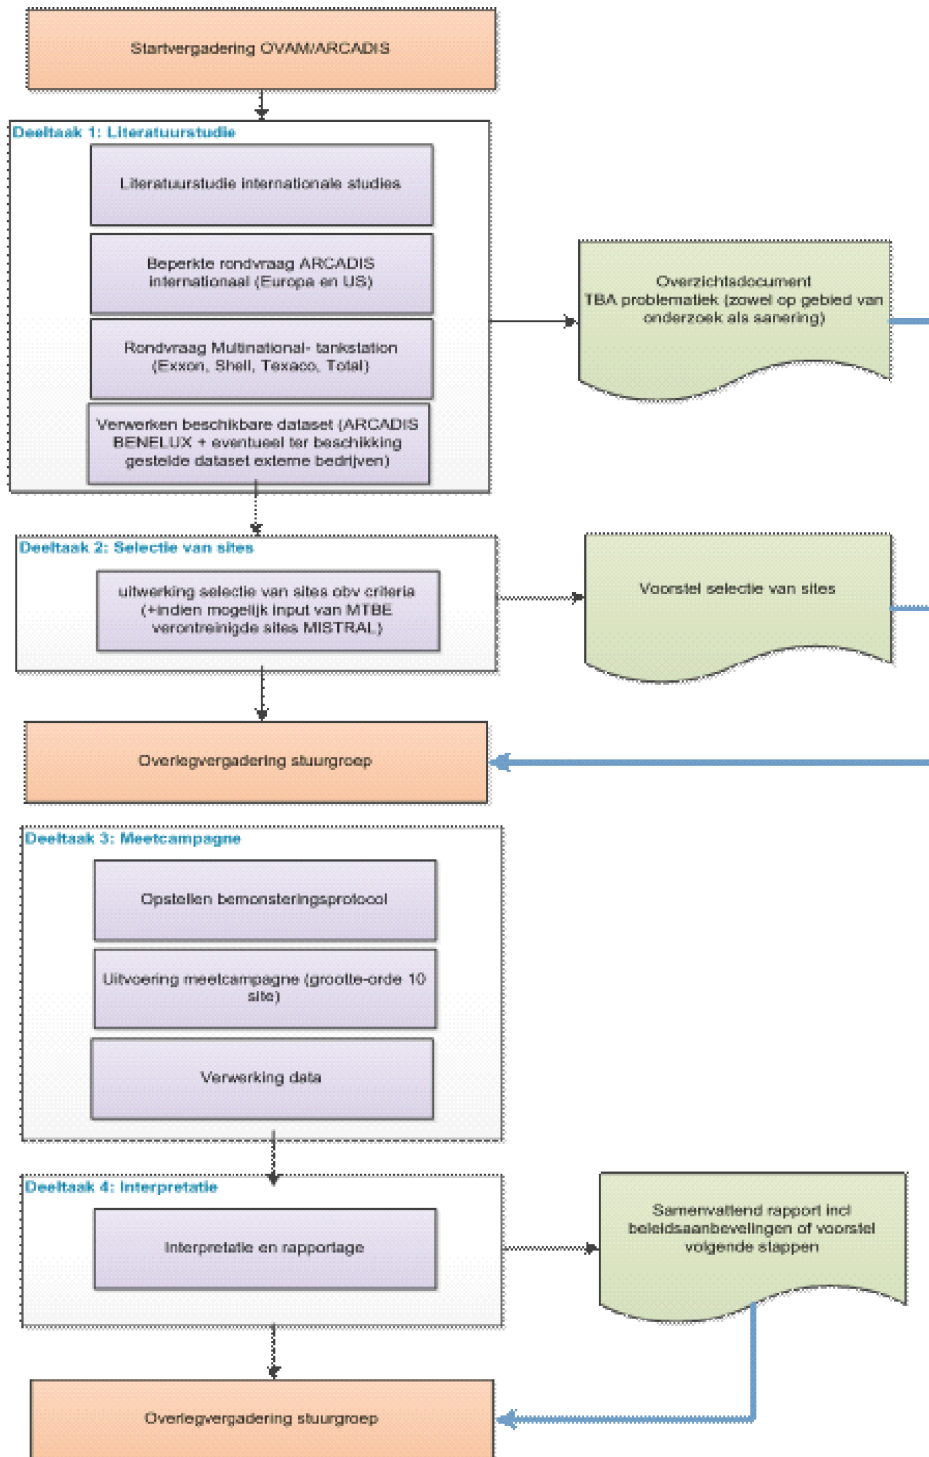 Startvergadering OVAM/ARCADIS
Deeltaak 1: Literatuurstudie
Literatuurstudie internationale studies
Beperkte rondvraag ARCADIS
internationaal (Europa en US)
Rondvraag Multinational- tankstation
(Exxon, Shell, Texaco, Total)
Verwerken beschikbare dataset (ARCADIS
BENELUX + eventueel ter beschikking
gestelde dataset externe bedrijven)
Overzichtsdocument
TBA problematiek (zowel op gebied van
onderzoek als sanering)
Deeltaak 2: Selectie van sites
uitwerking selectie van sites obv criteria
(+indien mogelijk input van MTBE
verontreinigde sites MISTRAL)
Voorstel selectie van sites
Overlegvergadering stuurgroep
Deeltaak 3: Meetcampagne
Opstellen bemonsteringsprotocol
Uitvoering meetcampagne (grootte-orde 10
site)
Verwerking data
Deeltaak 4: Interpretatie
Interpretatie en rapportage
Samenvattend rapport incl
beleidsaanbevelingen of voorstel
volgende stappen
Overlegvergadering stuurgroep